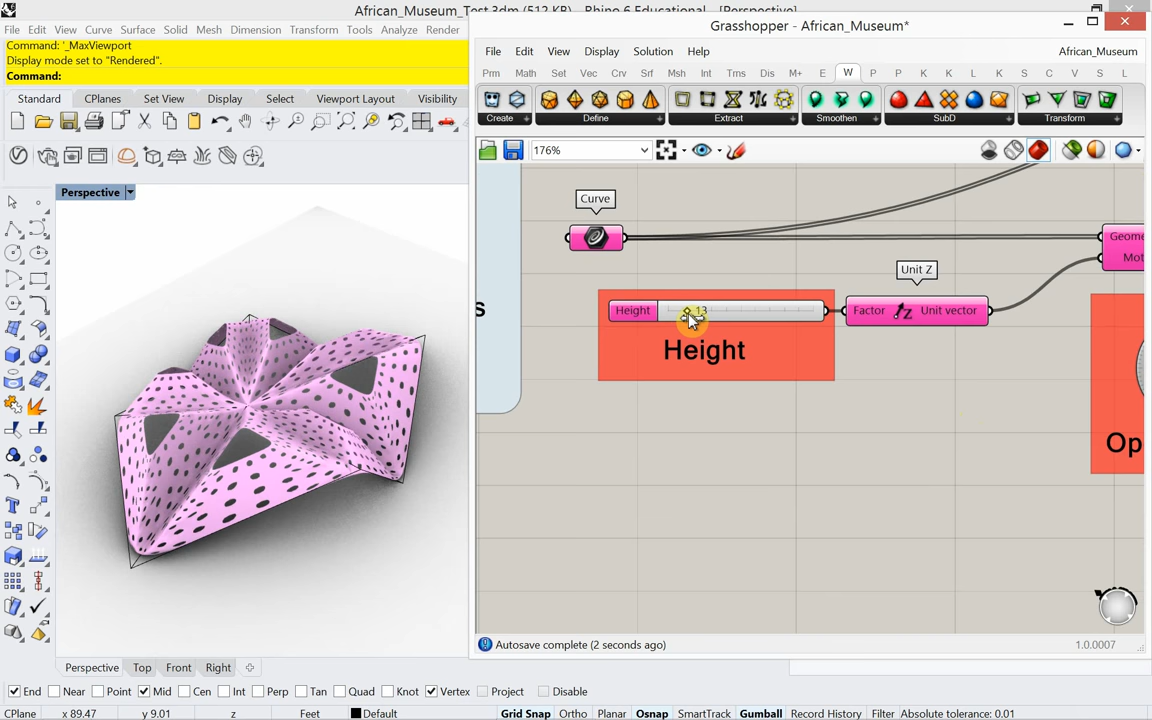 African_Museum_Test.3dm (512 KB) - Rhino 6 Educational - [Perspective]
File Edit View Curve Surface Solid Mesh Dimension Transform Tools Analyze Render
Command: '_MaxViewport
Display mode set to "Rendered".
Command:
Standard CPlanes Set View Display Select Viewport Layout Visibility
Perspective
Grasshopper - African_Museum*
File Edit View Display Solution Help African_Museum
Prm Math Set Vec Crv Srf Msh Int Trns Dis M+ E W P P K K L K S C V S L
Create Define Extract Smoothen SubD Transform
176%
Curve
Geome
Mot
Unit Z
s
Height 13
Factor Unit vector
Height
Op
Autosave complete (2 seconds ago) 1.0.0007
Perspective Top Front Right
End Near Point Mid Cen Int Perp Tan Quad Knot Vertex Project Disable
CPlane x 89.47 y 9.01 z Feet Default Grid Snap Ortho Planar Osnap SmartTrack Gumball Record History Filter Absolute tolerance: 0.01